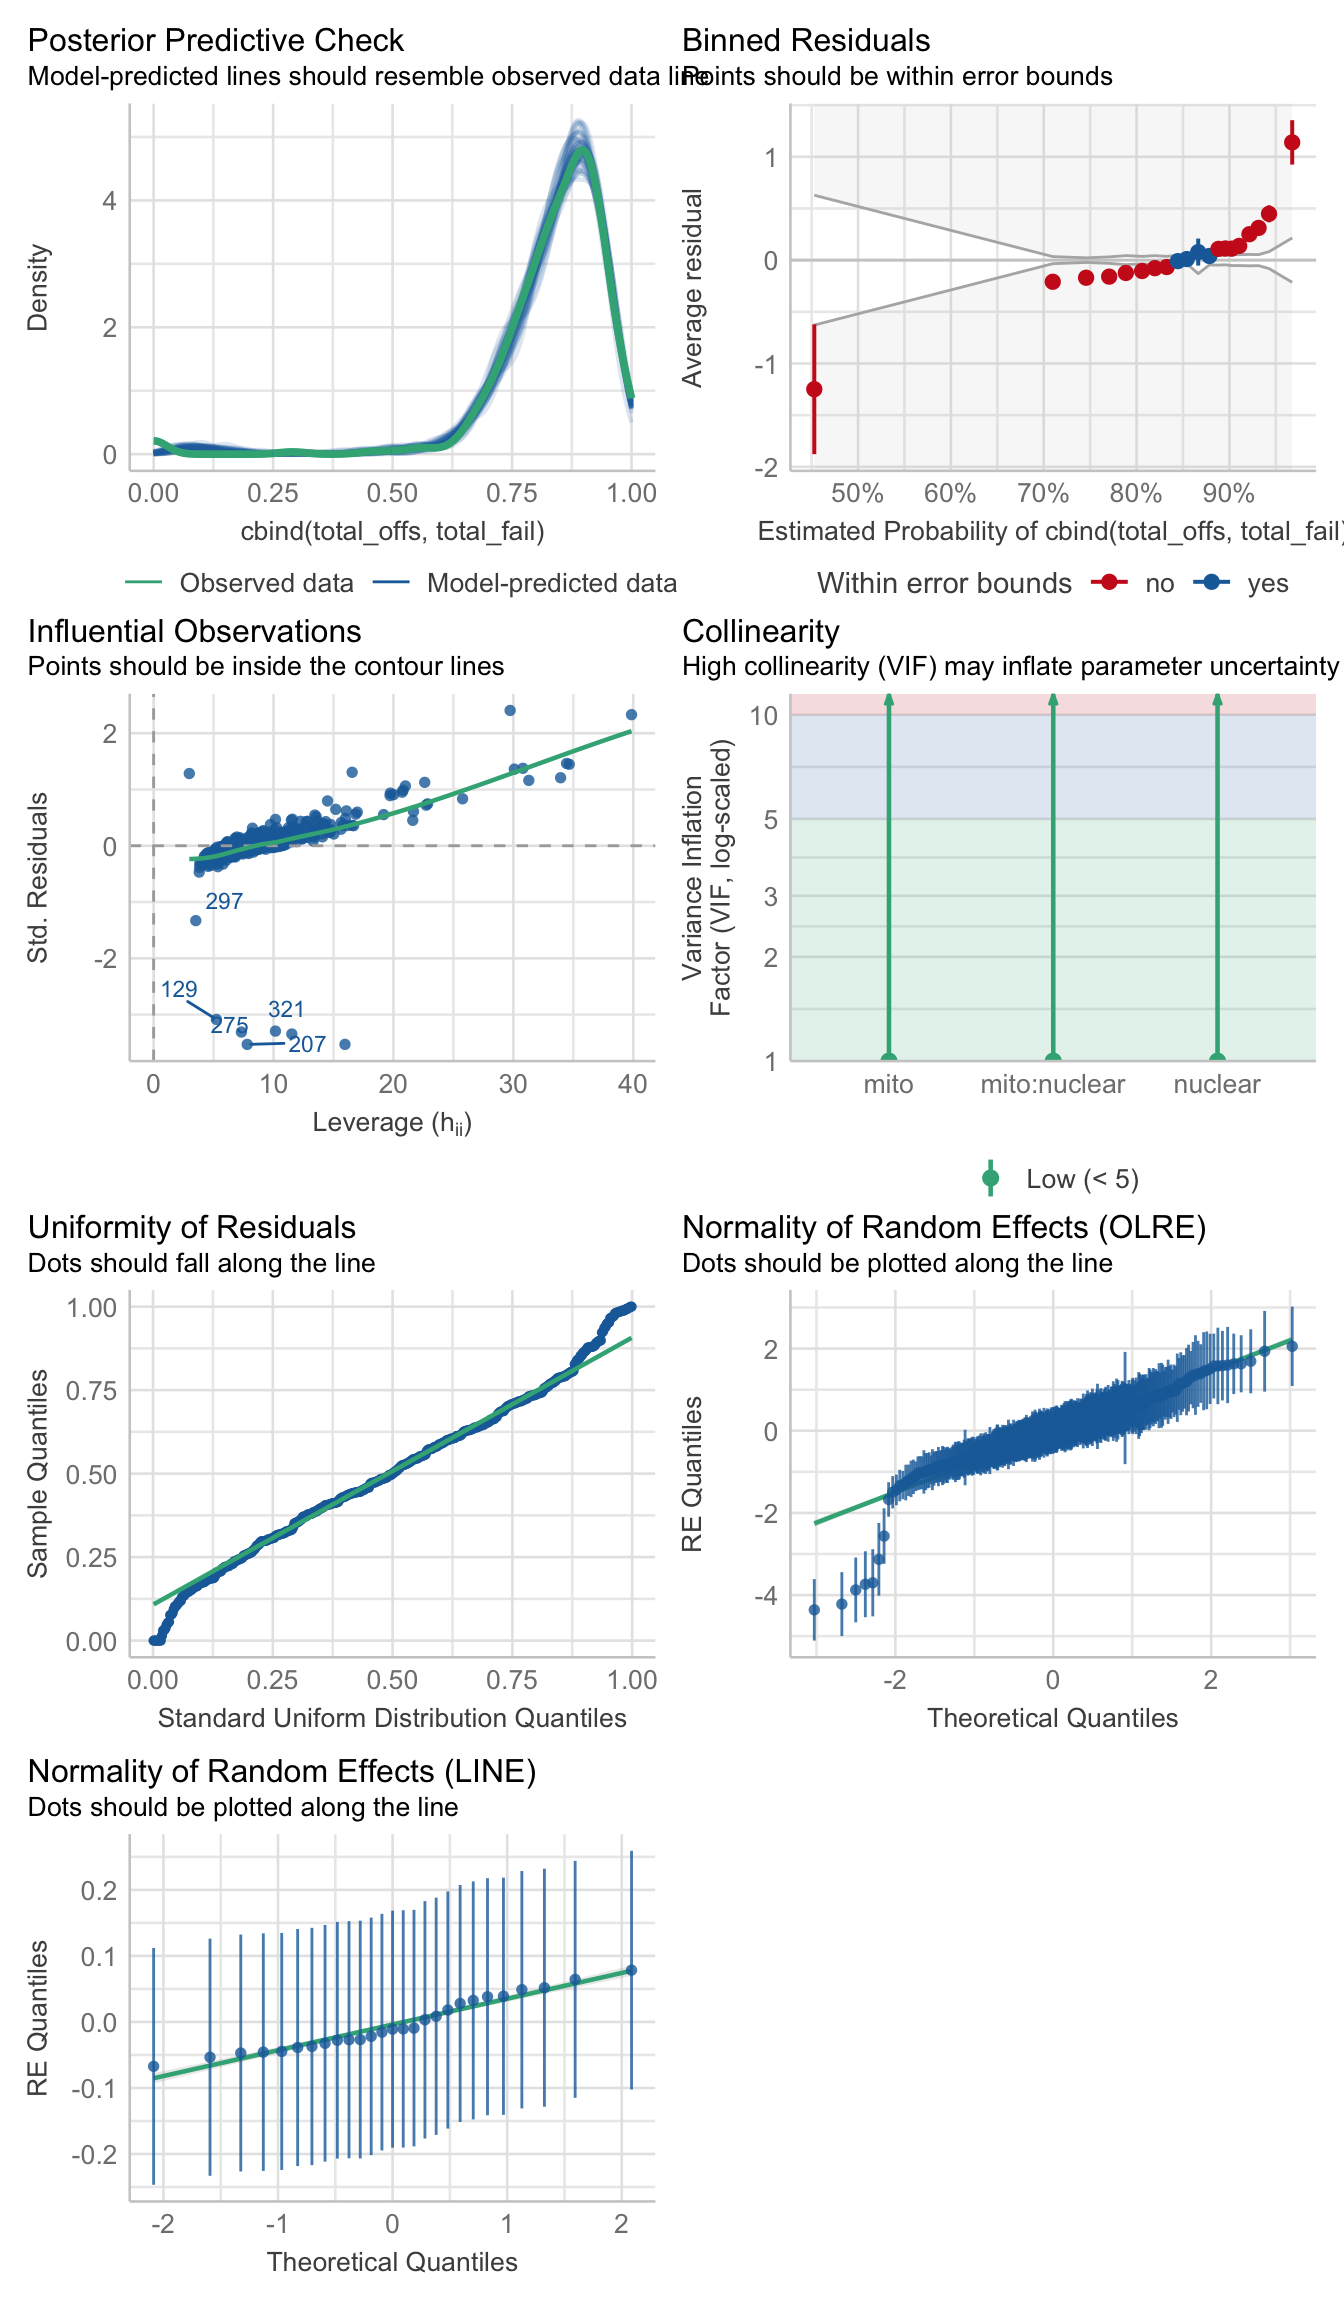 Posterior Predictive Check
Model-predicted lines should resemble observed data line
Density
4
2
0
0.00 0.25 0.50 0.75 1.00
cbind(total_offs, total_fail)
Observed data Model-predicted data
Binned Residuals
Points should be within error bounds
Average residual
1
0
-1
-2
50% 60% 70% 80% 90%
Estimated Probability of cbind(total_offs, total_fail)
Within error bounds no yes
Influential Observations
Points should be inside the contour lines
Std. Residuals
2
0
-2
297
129
321
275
207
0 10 20 30 40
Leverage (hii)
Collinearity
High collinearity (VIF) may inflate parameter uncertainty
Variance Inflation
Factor (VIF, log-scaled)
10
5
3
2
1
mito mito:nuclear nuclear
Low (< 5)
Uniformity of Residuals
Dots should fall along the line
Sample Quantiles
1.00
0.75
0.50
0.25
0.00
0.00 0.25 0.50 0.75 1.00
Standard Uniform Distribution Quantiles
Normality of Random Effects (OLRE)
Dots should be plotted along the line
RE Quantiles
2
0
-2
-4
-2 0 2
Theoretical Quantiles
Normality of Random Effects (LINE)
Dots should be plotted along the line
RE Quantiles
0.2
0.1
0.0
-0.1
-0.2
-2 -1 0 1 2
Theoretical Quantiles